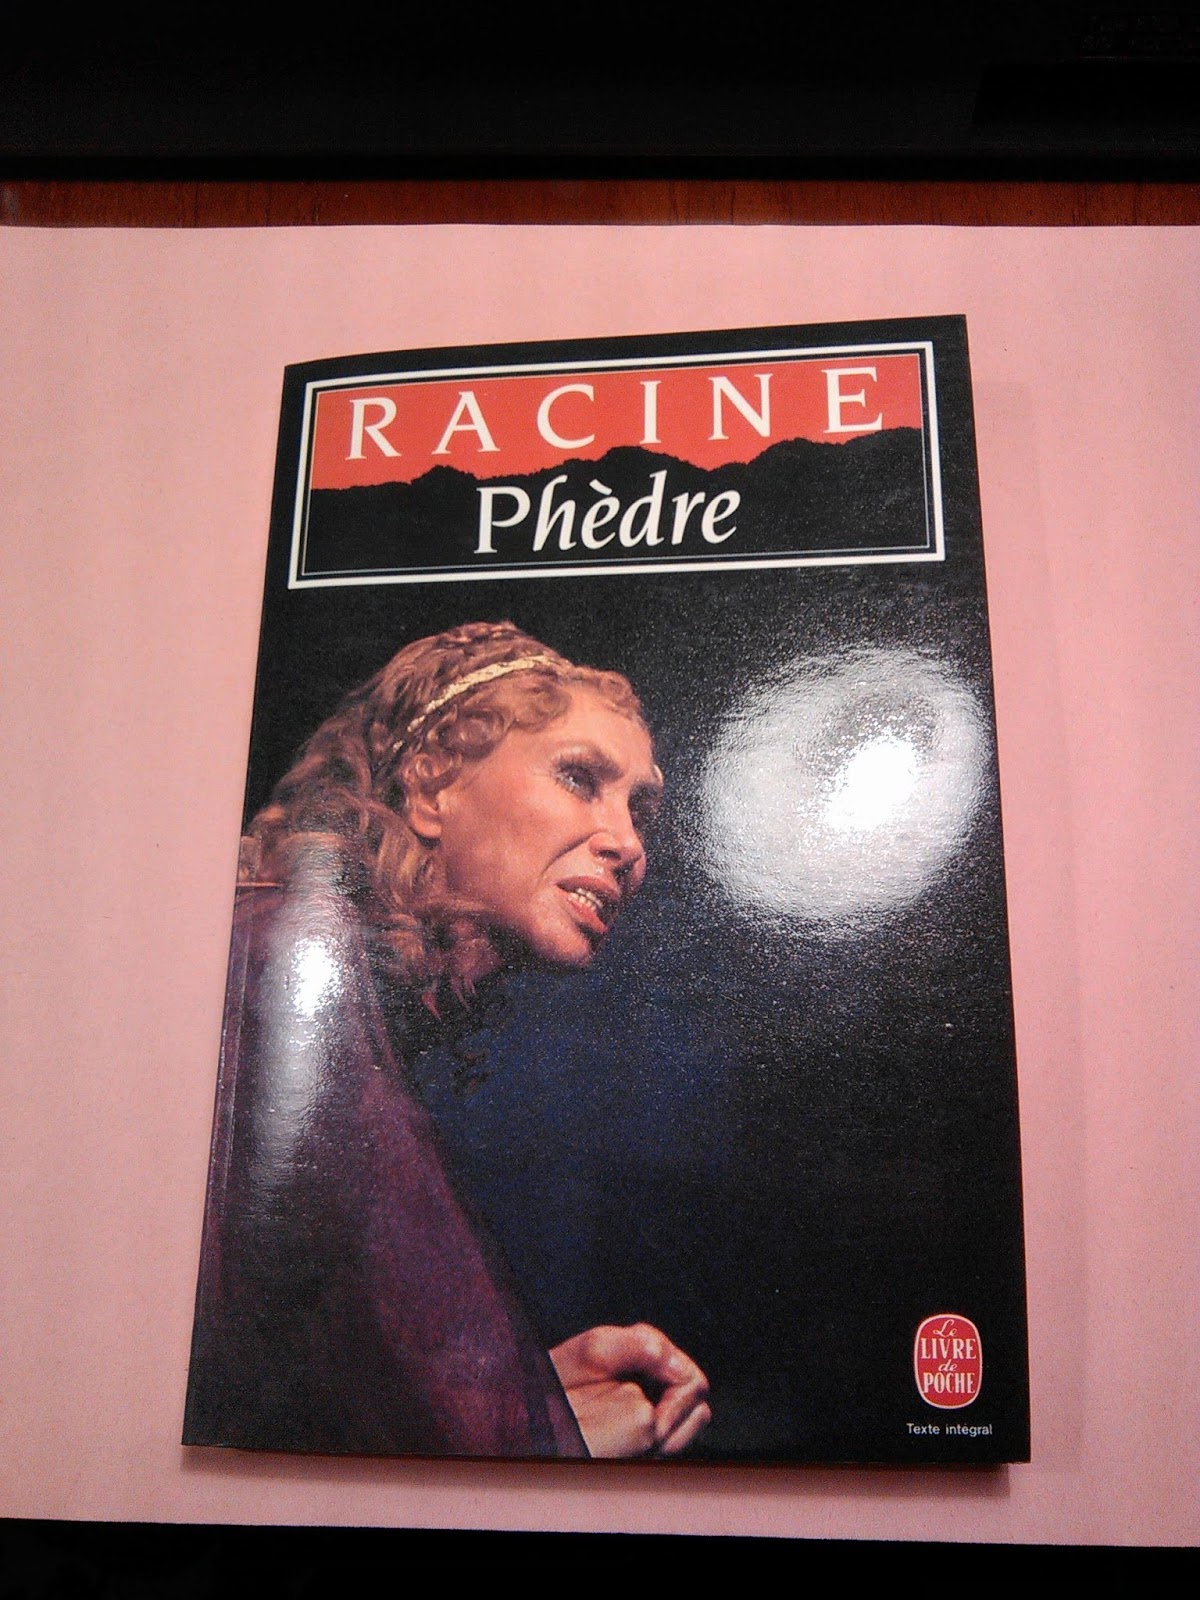 RACINE
Phèdre
Le
LIVRE
de
POCHE
Texte intégral